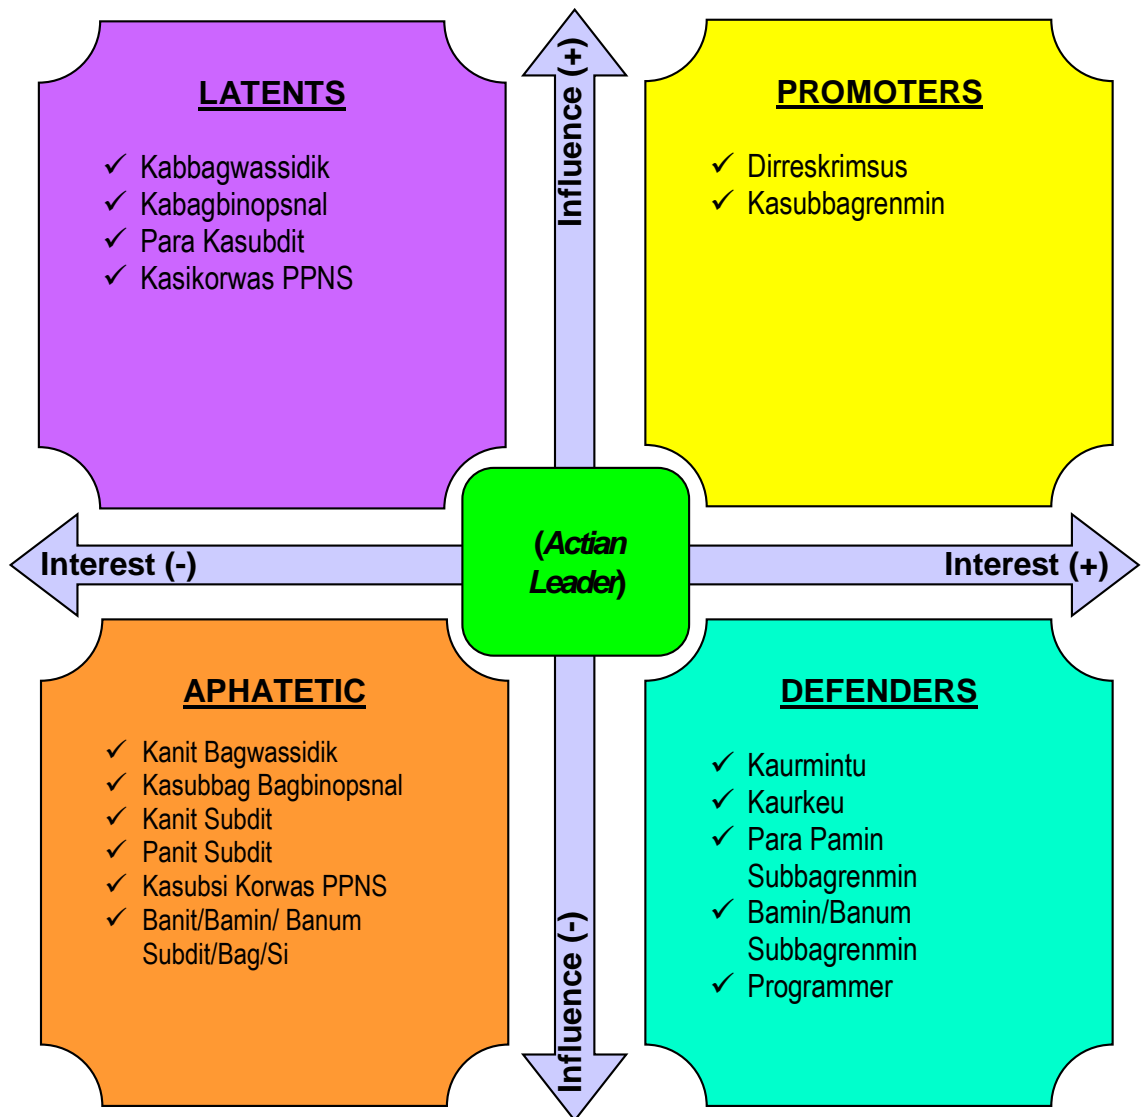 LATENTS
✓ Kabbagwassidik
✓ Kabagbinopsnal
✓ Para Kasubdit
✓ Kasikorwas PPNS
Influence (+)
PROMOTERS
✓ Dirreskrimsus
✓ Kasubbagrenmin
Interest (-)
(Actian
Leader)
Interest (+)
APHATETIC
✓ Kanit Bagwassidik
✓ Kasubbag Bagbinopsnal
✓ Kanit Subdit
✓ Panit Subdit
✓ Kasubsi Korwas PPNS
✓ Banit/Bamin/ Banum
Subdit/Bag/Si
Influence (-)
DEFENDERS
✓ Kaurmintu
✓ Kaurkeu
✓ Para Pamin
Subbagrenmin
✓ Bamin/Banum
Subbagrenmin
✓ Programmer